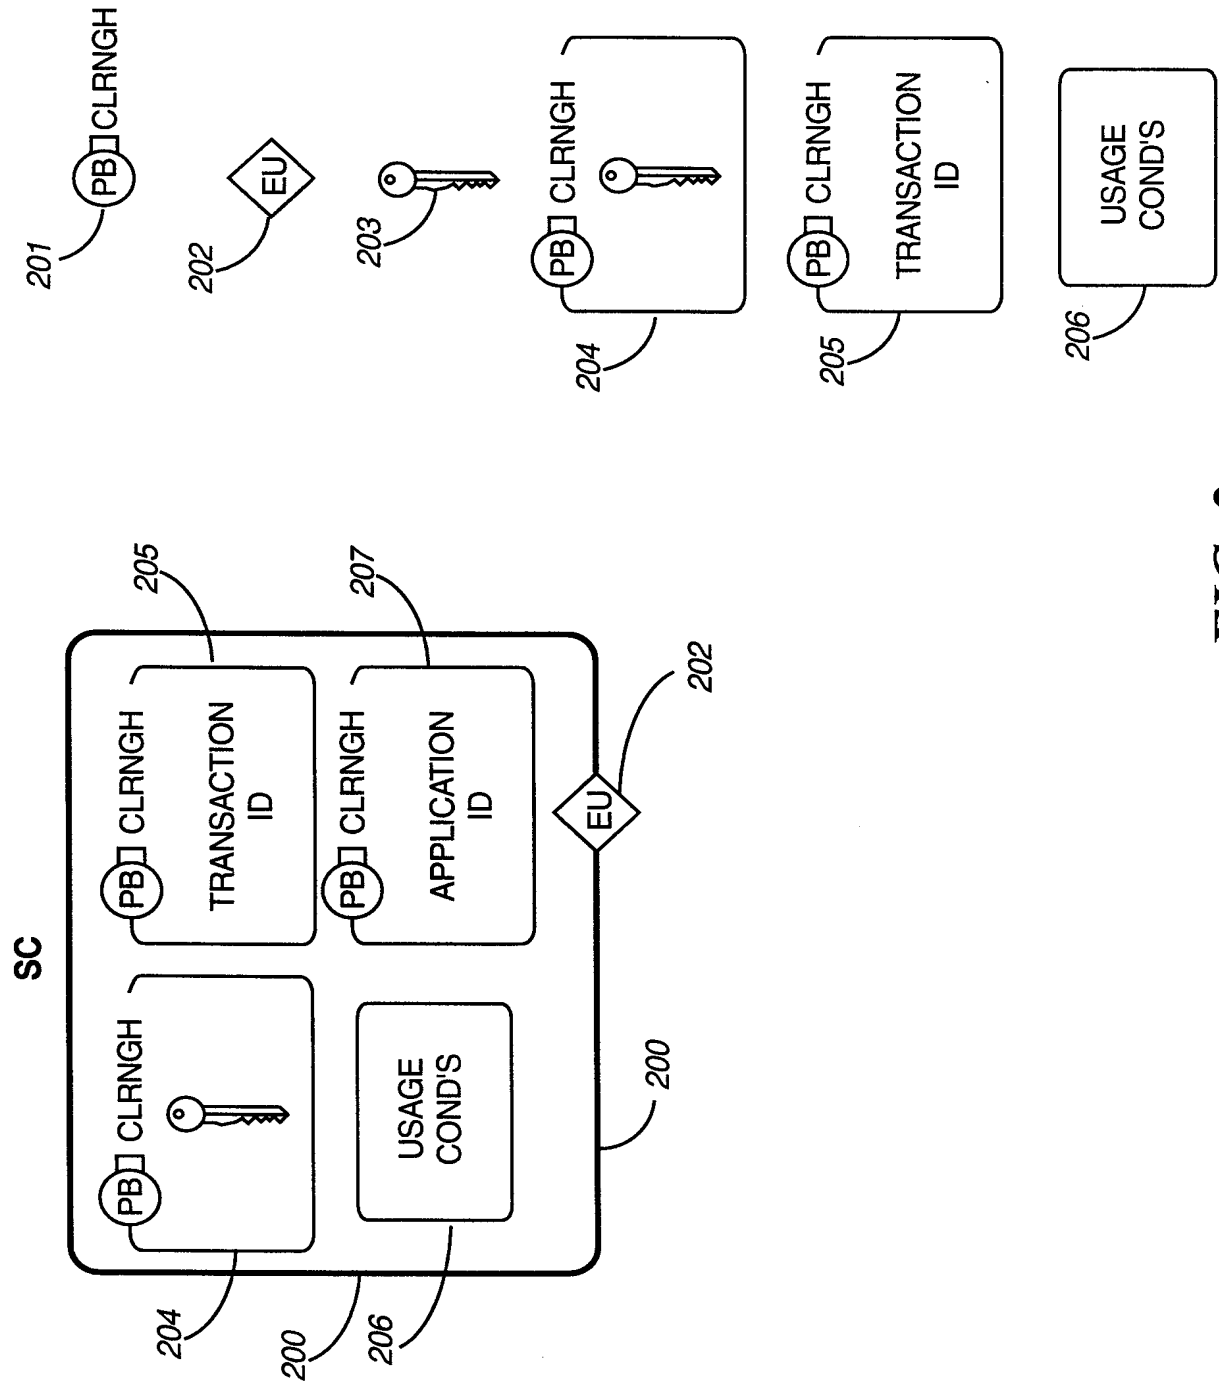 SC
204
PB CLRNGH
PB CLRNGH
TRANSACTION
ID
205
200
206
USAGE
COND'S
PB CLRNGH
APPLICATION
ID
207
200
EU
202
201
PB CLRNGH
202
EU
203
204
PB CLRNGH
205
PB CLRNGH
TRANSACTION
ID
206
USAGE
COND'S